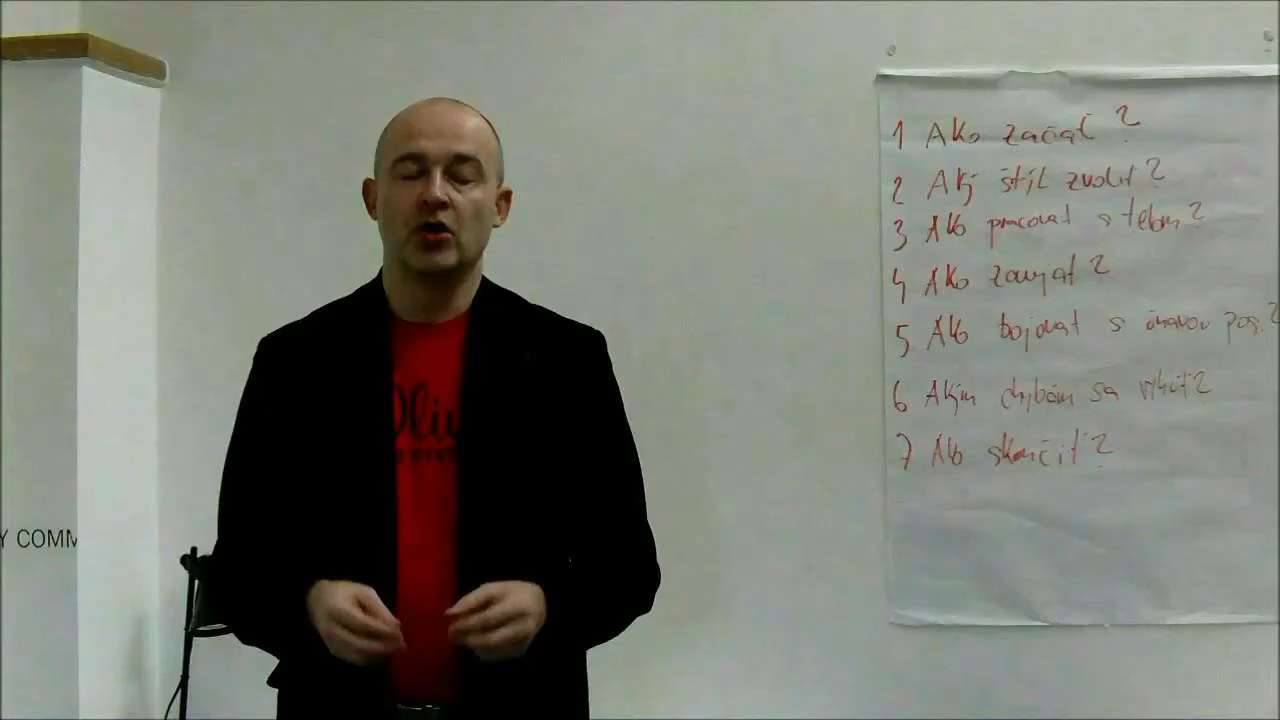 Y COMM
Oliv
1 Ako začať?
2 Aký štýl zvoliť?
3 Ako pracovať s telom?
4 Ako zaujať?
5 Ako bojovať s únavou pos.?
6 Akým chybám sa vyhnúť?
7 Ako skončiť?